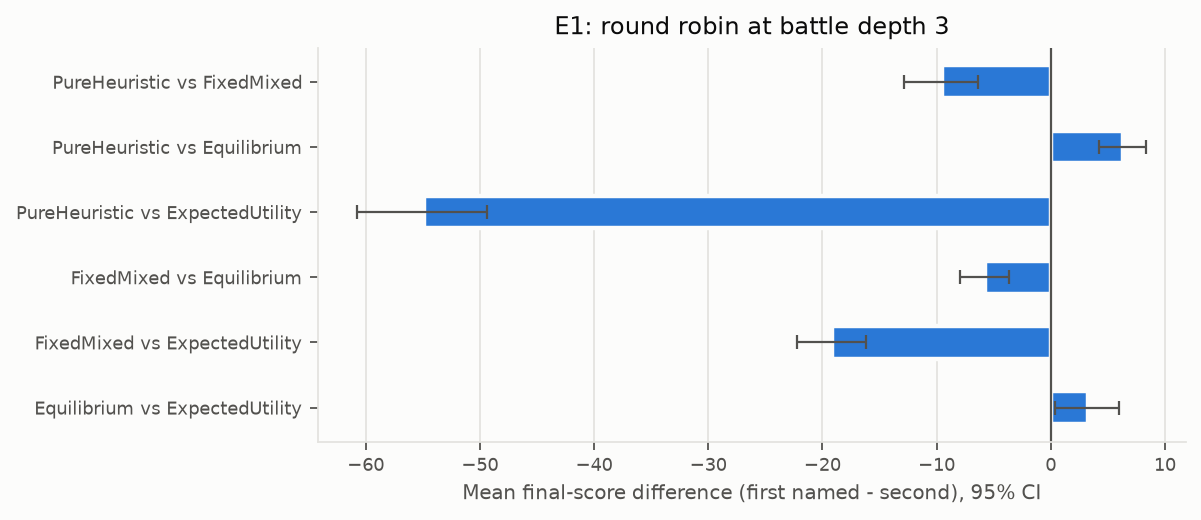 E1: round robin at battle depth 3
PureHeuristic vs FixedMixed
PureHeuristic vs Equilibrium
PureHeuristic vs ExpectedUtility
FixedMixed vs Equilibrium
FixedMixed vs ExpectedUtility
Equilibrium vs ExpectedUtility
−60 −50 −40 −30 −20 −10 0 10
Mean final-score difference (first named - second), 95% CI